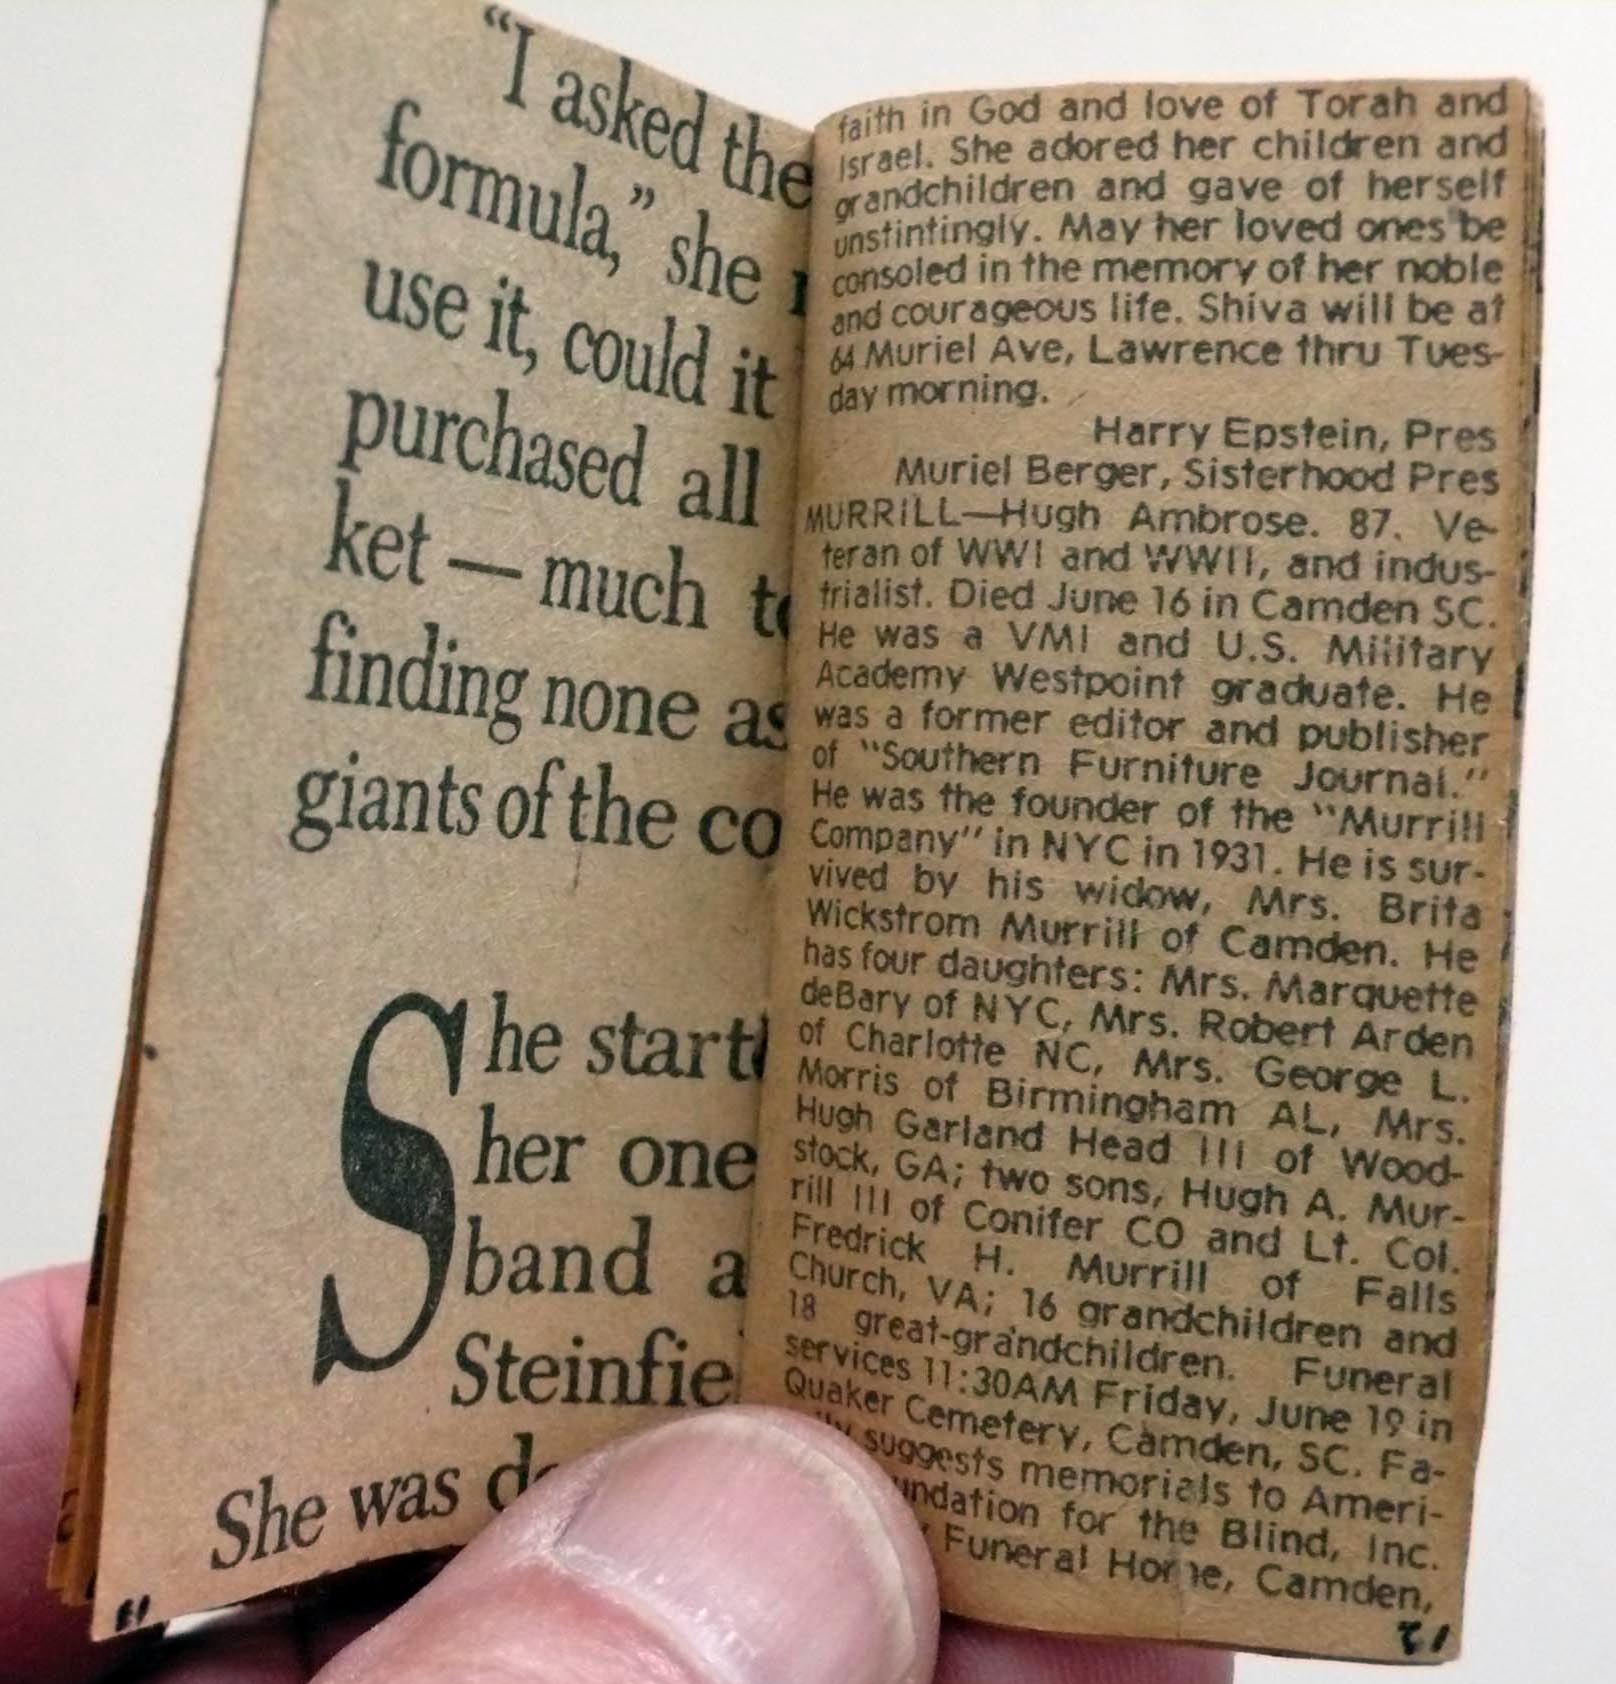 "I asked the
formula," she
use it, could it
purchased all
ket — much
finding none as
giants of the co
She start
her one
band a
Steinfie
She was
11
faith in God and love of Torah and
Israel. She adored her children and
grandchildren and gave of herself
unstintingly. May her loved ones be
consoled in the memory of her noble
and courageous life. Shiva will be at
64 Muriel Ave, Lawrence thru Tues-
day morning.
Harry Epstein, Pres
Muriel Berger, Sisterhood Pres
MURRILL—Hugh Ambrose. 87. Ve-
teran of WWI and WWII, and indus-
trialist. Died June 16 in Camden SC.
He was a VMI and U.S. Military
Academy Westpoint graduate. He
was a former editor and publisher
of "Southern Furniture Journal."
He was the founder of the "Murrill
Company" in NYC in 1931. He is sur-
vived by his widow, Mrs. Brita
Wickstrom Murrill of Camden. He
has four daughters: Mrs. Marquette
deBary of NYC, Mrs. Robert Arden
of Charlotte NC, Mrs. George L.
Morris of Birmingham AL, Mrs.
Hugh Garland Head III of Wood-
stock, GA; two sons, Hugh A. Mur-
rill III of Conifer CO and Lt. Col.
Fredrick H. Murrill of Falls
Church, VA; 16 grandchildren and
18 great-grandchildren. Funeral
services 11:30AM Friday, June 19 in
Quaker Cemetery, Camden, SC. Fa-
suggests memorials to Ameri-
undation for the Blind, Inc.
Funeral Home, Camden,